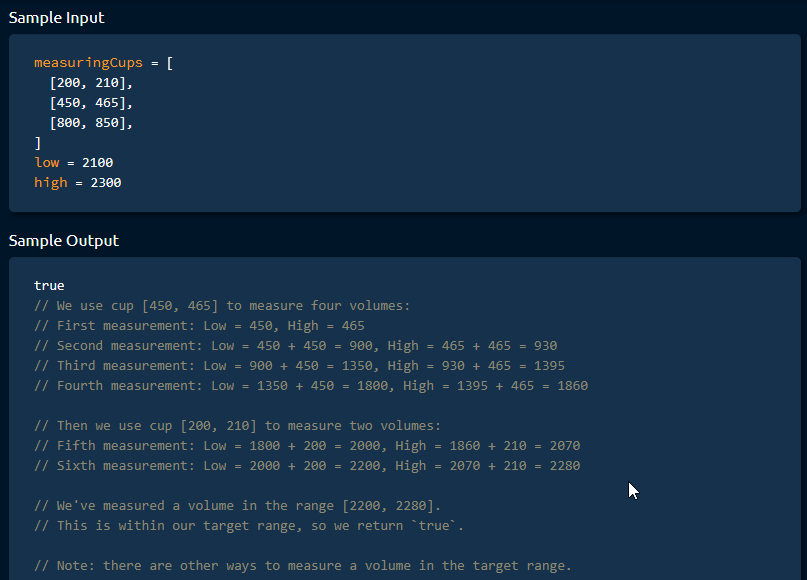 Sample Input
measuringCups = [
  [200, 210],
  [450, 465],
  [800, 850],
]
low = 2100
high = 2300
Sample Output
true
// We use cup [450, 465] to measure four volumes:
// First measurement: Low = 450, High = 465
// Second measurement: Low = 450 + 450 = 900, High = 465 + 465 = 930
// Third measurement: Low = 900 + 450 = 1350, High = 930 + 465 = 1395
// Fourth measurement: Low = 1350 + 450 = 1800, High = 1395 + 465 = 1860
// Then we use cup [200, 210] to measure two volumes:
// Fifth measurement: Low = 1800 + 200 = 2000, High = 1860 + 210 = 2070
// Sixth measurement: Low = 2000 + 200 = 2200, High = 2070 + 210 = 2280
// We've measured a volume in the range [2200, 2280].
// This is within our target range, so we return `true`.
// Note: there are other ways to measure a volume in the target range.